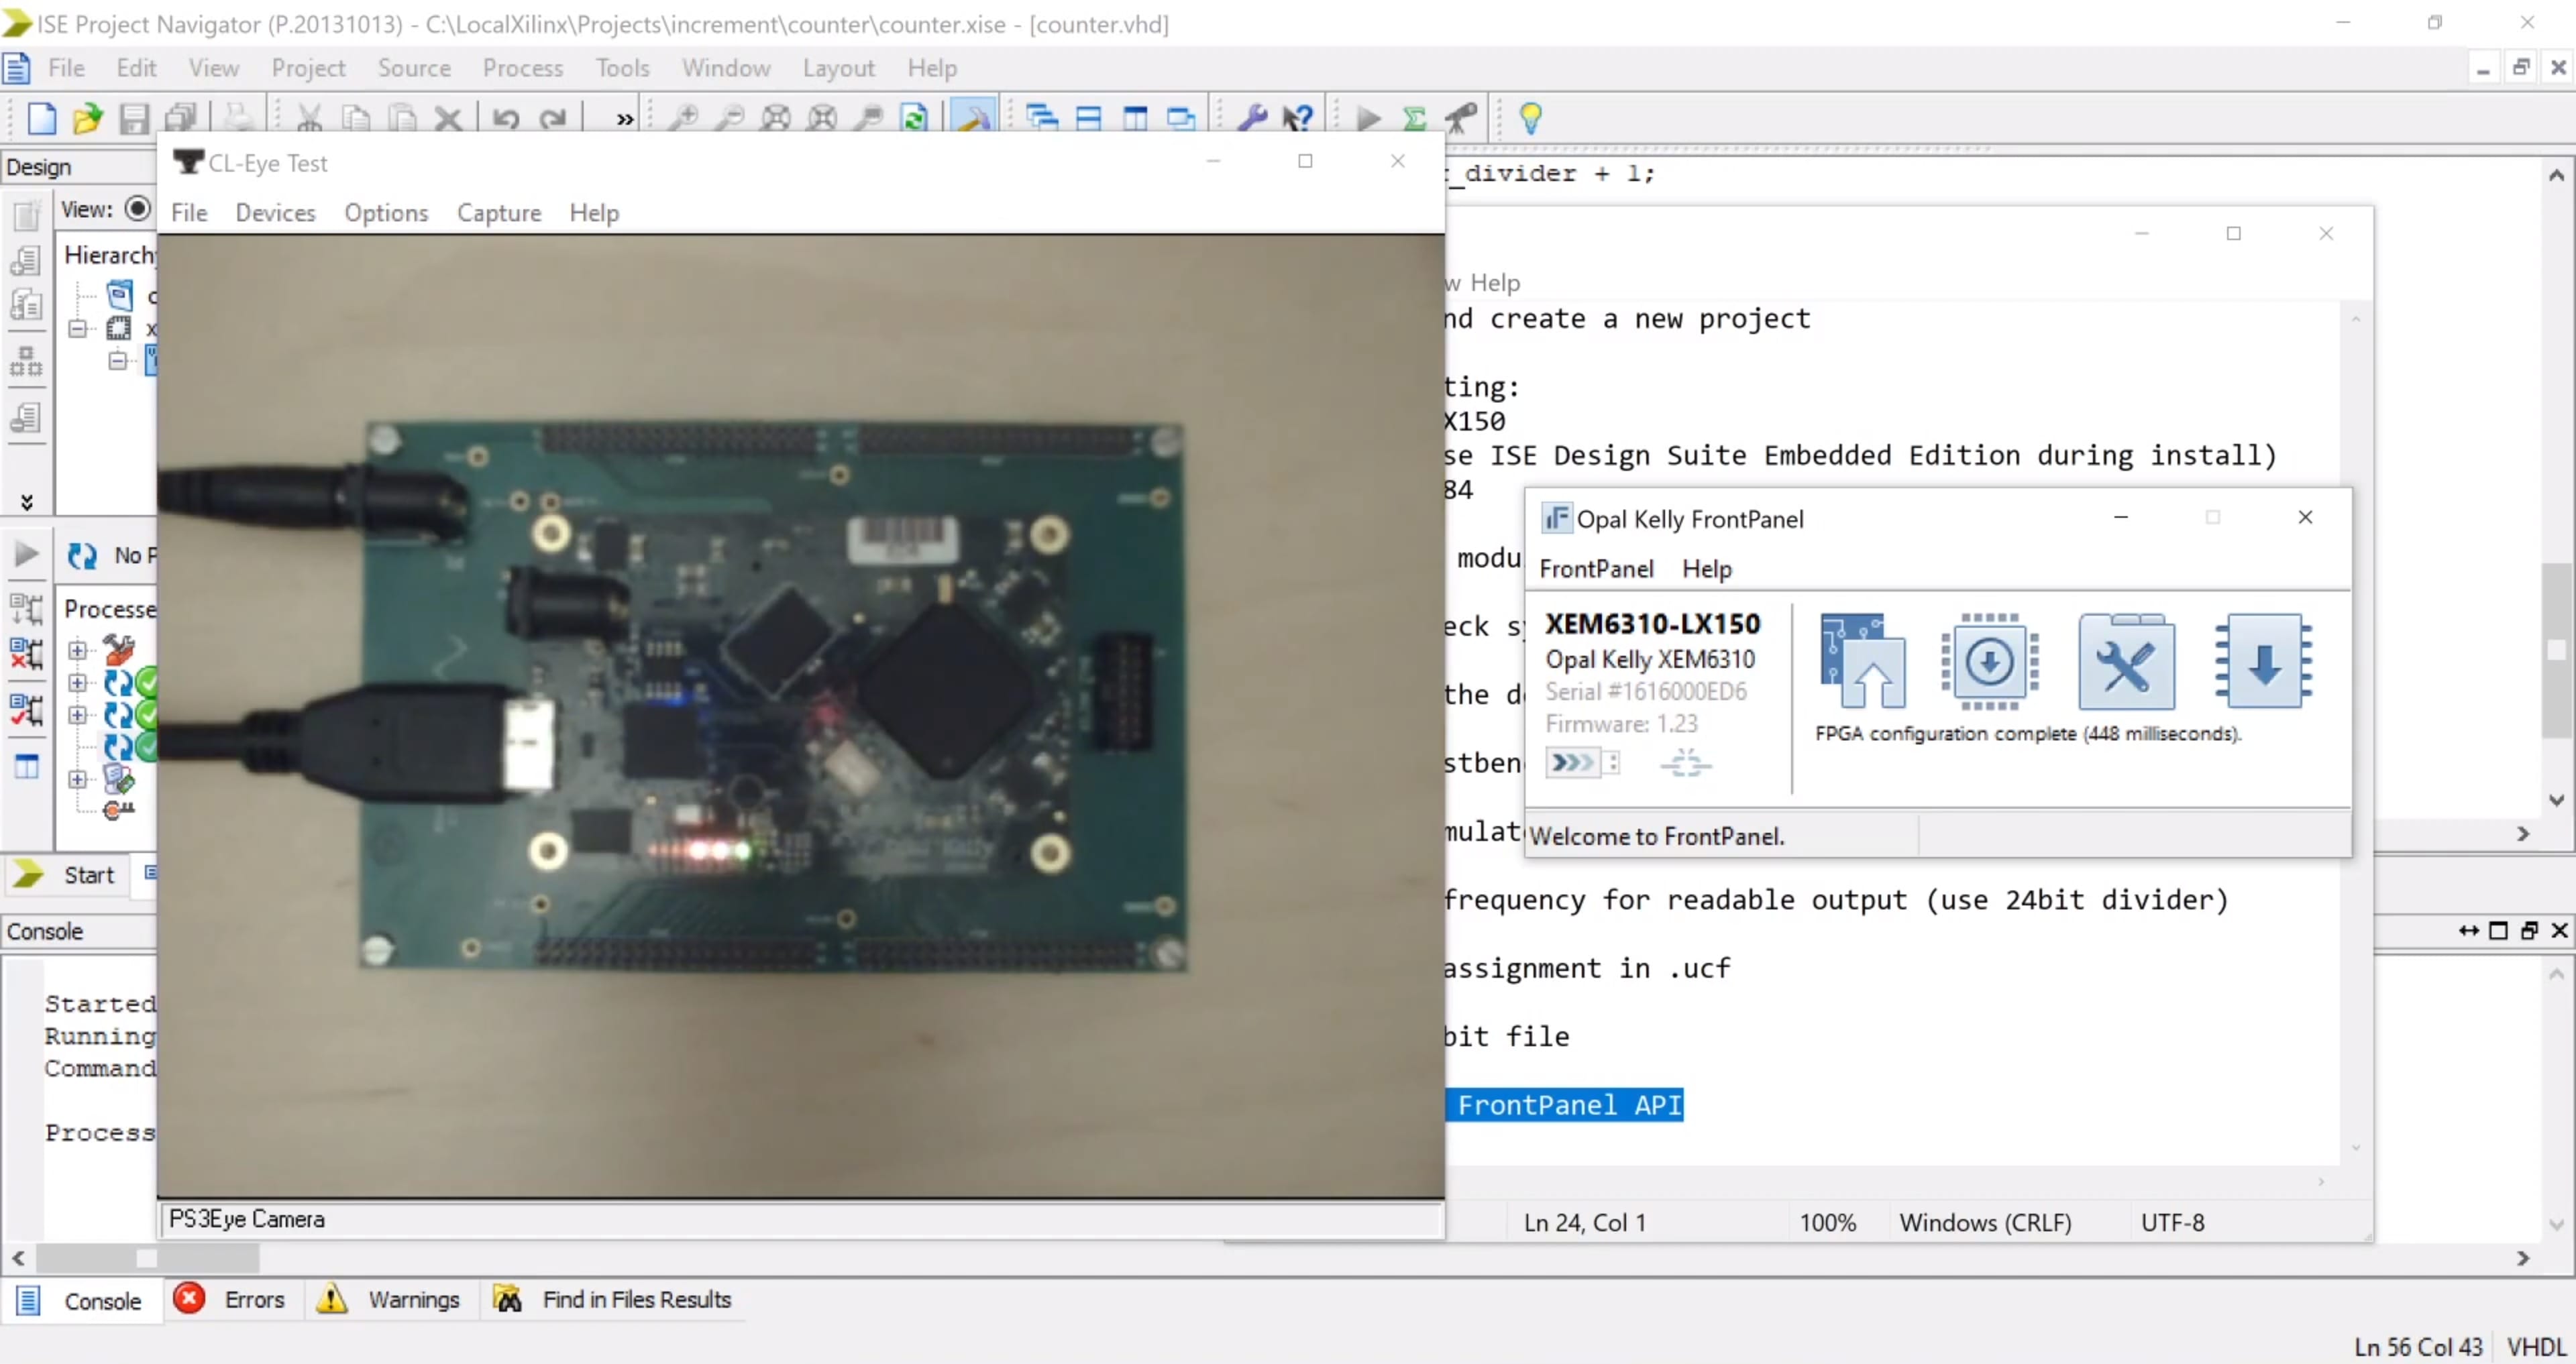 ISE Project Navigator (P.20131013) - C:\LocalXilinx\Projects\increment\counter\counter.xise - [counter.vhd]
File Edit View Project Source Process Tools Window Layout Help
Design
View:
Hierarchy
No P
Processe
Start
Console
Started
Running
Command
Process
CL-Eye Test
File Devices Options Capture Help
PS3Eye Camera
_divider + 1;
w Help
nd create a new project
ting:
X150
se ISE Design Suite Embedded Edition during install)
84
modu
eck s
the d
stben
mulat
frequency for readable output (use 24bit divider)
assignment in .ucf
bit file
FrontPanel API
Ln 24, Col 1 100% Windows (CRLF) UTF-8
Opal Kelly FrontPanel
FrontPanel Help
XEM6310-LX150
Opal Kelly XEM6310
Serial #1616000ED6
Firmware: 1.23
FPGA configuration complete (448 milliseconds).
Welcome to FrontPanel.
Console Errors Warnings Find in Files Results
Ln 56 Col 43 VHDL